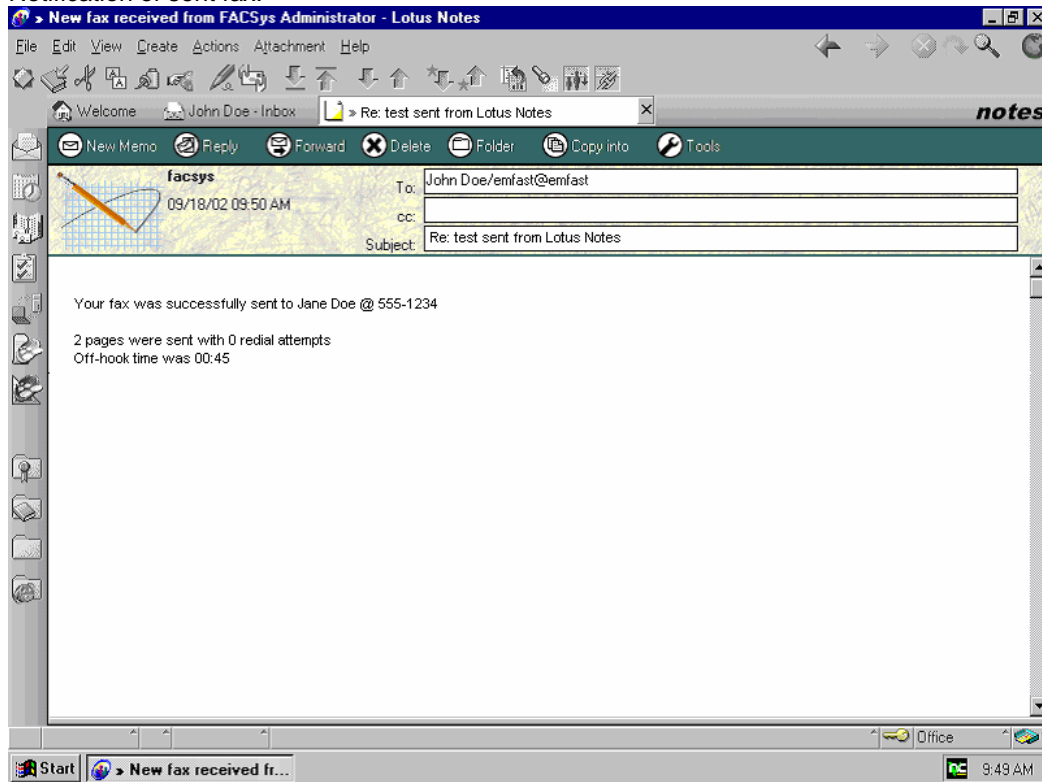 Notification of sent fax.
» New fax received from FACSys Administrator - Lotus Notes
File Edit View Create Actions Attachment Help
Welcome John Doe - Inbox » Re: test sent from Lotus Notes notes
New Memo Reply Forward Delete Folder Copy into Tools
facsys
09/18/02 09:50 AM
To: John Doe/emfast@emfast
cc:
Subject: Re: test sent from Lotus Notes
Your fax was successfully sent to Jane Doe @ 555-1234
2 pages were sent with 0 redial attempts
Off-hook time was 00:45
Office
Start » New fax received fr... 9:49 AM